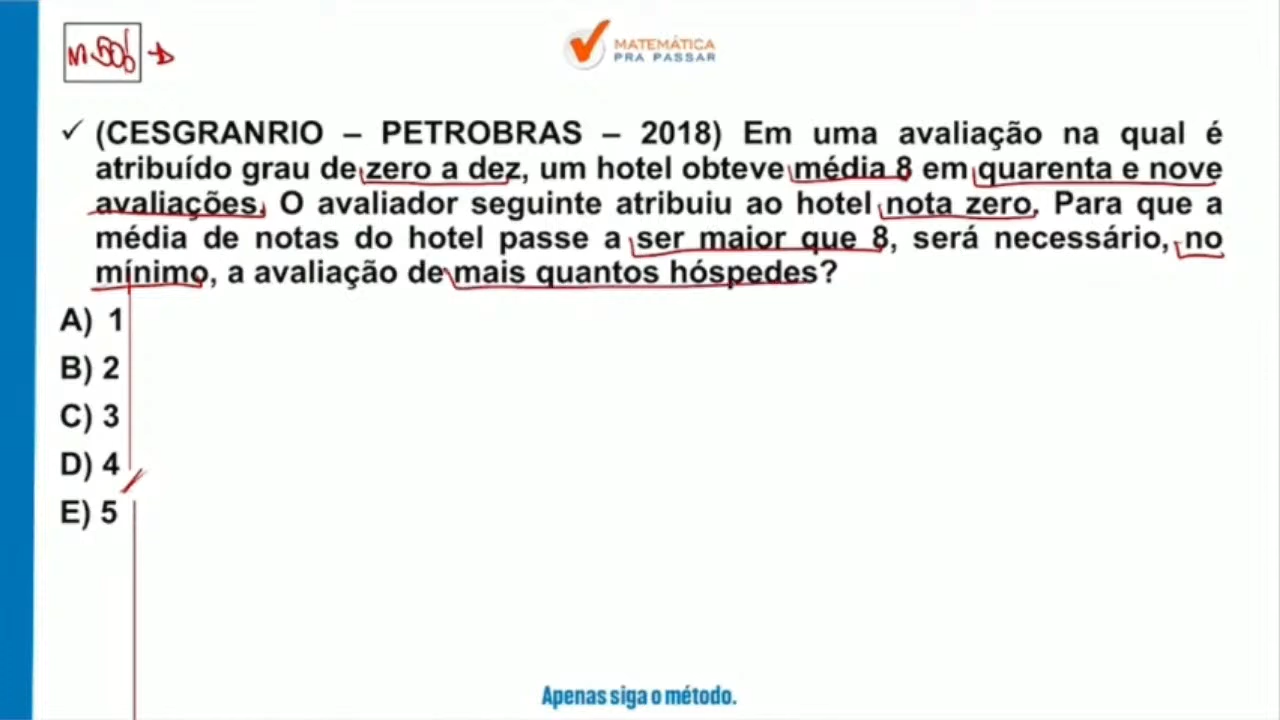 MATEMÁTICA
PRA PASSAR
✓ (CESGRANRIO – PETROBRAS – 2018) Em uma avaliação na qual é
atribuído grau de zero a dez, um hotel obteve média 8 em quarenta e nove
avaliações. O avaliador seguinte atribuiu ao hotel nota zero. Para que a
média de notas do hotel passe a ser maior que 8, será necessário, no
mínimo, a avaliação de mais quantos hóspedes?
A) 1
B) 2
C) 3
D) 4
E) 5
Apenas siga o método.